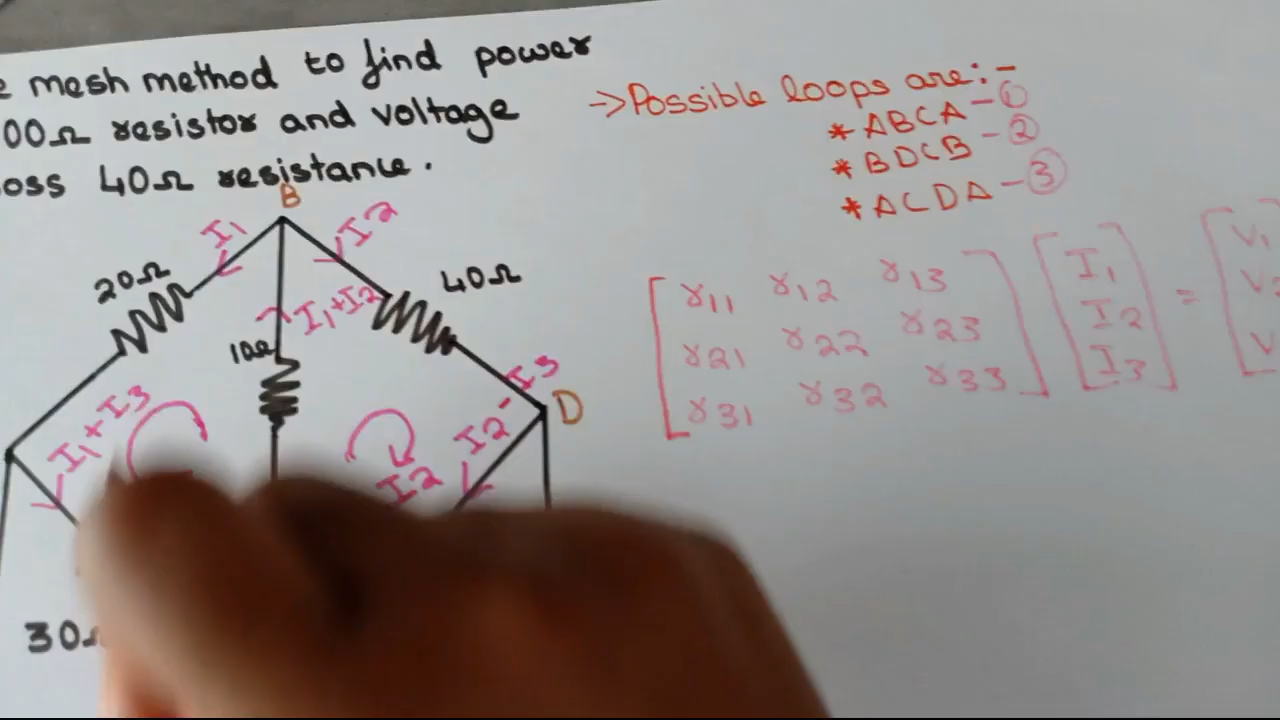 mesh method to find power
00Ω resistor and voltage
oss 40Ω resistance.
→Possible loops are:-
* ABCA - ①
* BDCB - ②
* ACDA - ③
B
I1
I2
20Ω
40Ω
I1+I2
10Ω
I1+I3
I2-I3
D
I2
30
r11 r12 r13
r21 r22 r23
r31 r32 r33
I1
I2
I3
=
V1
V2
V